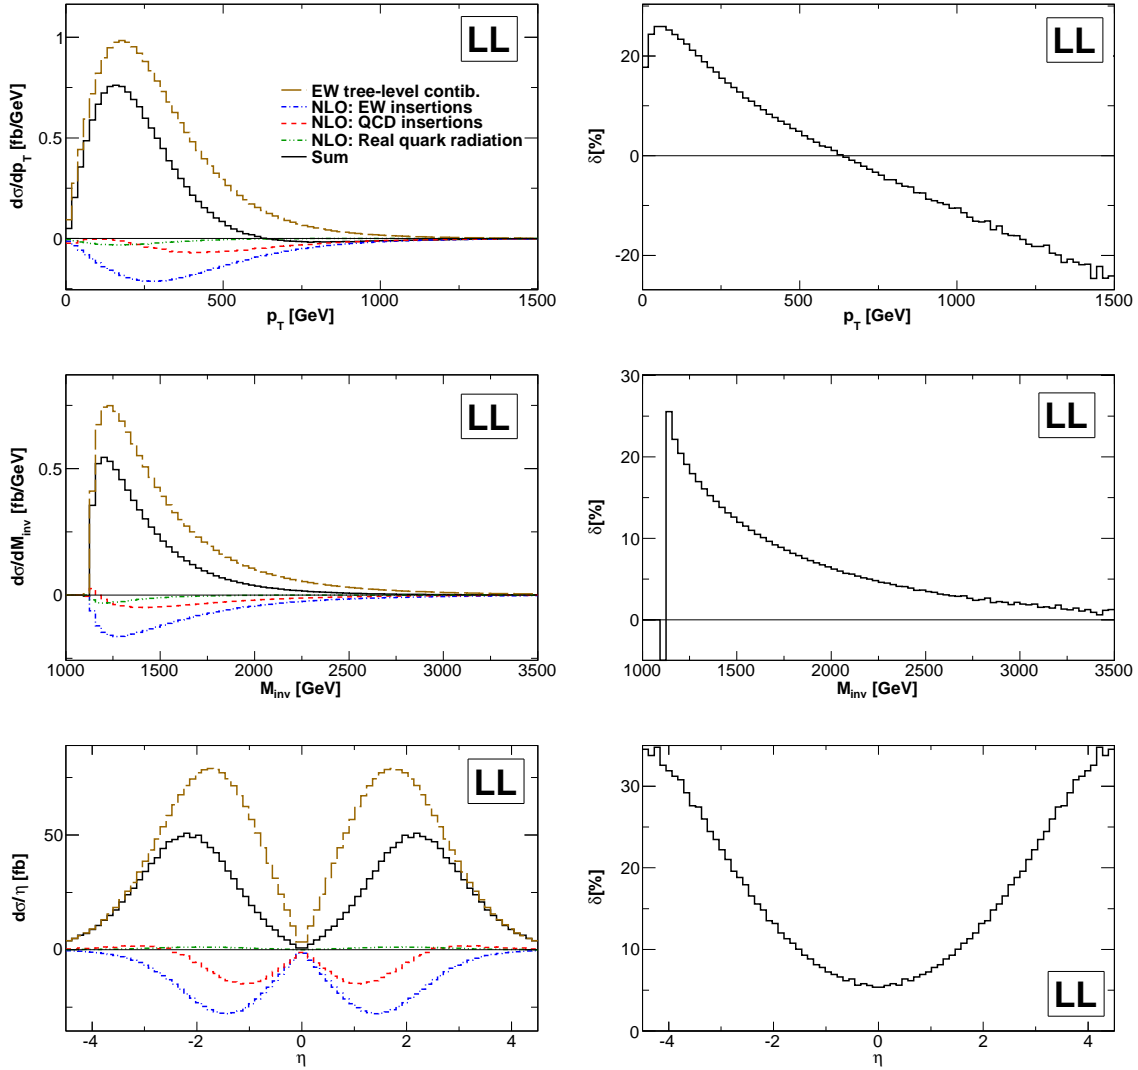 LL
1
0.5
0
dσ/dp_T [fb/GeV]
EW tree-level contib.
NLO: EW insertions
NLO: QCD insertions
NLO: Real quark radiation
Sum
0 500 1000 1500
p_T [GeV]
LL
20
0
-20
δ[%]
0 500 1000 1500
p_T [GeV]
LL
0.5
0
dσ/dM_inv [fb/GeV]
1000 1500 2000 2500 3000 3500
M_inv [GeV]
LL
30
20
10
0
δ[%]
1000 1500 2000 2500 3000 3500
M_inv [GeV]
LL
50
0
dσ/η [fb]
-4 -2 0 2 4
η
30
20
10
0
δ[%]
LL
-4 -2 0 2 4
η